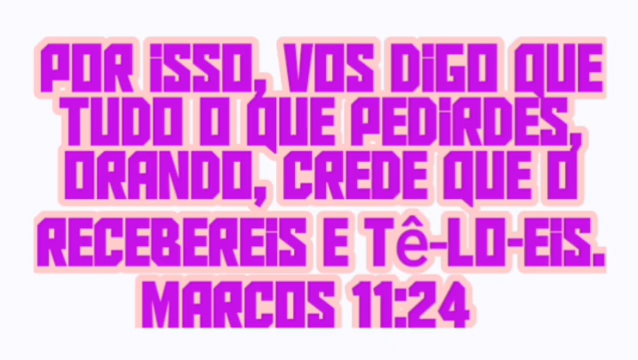 POR ISSO, VOS DIGO QUE
TUDO O QUE PEDIRDES,
ORANDO, CREDE QUE O
RECEBEREIS E TÊ-LO-EIS.
MARCOS 11:24